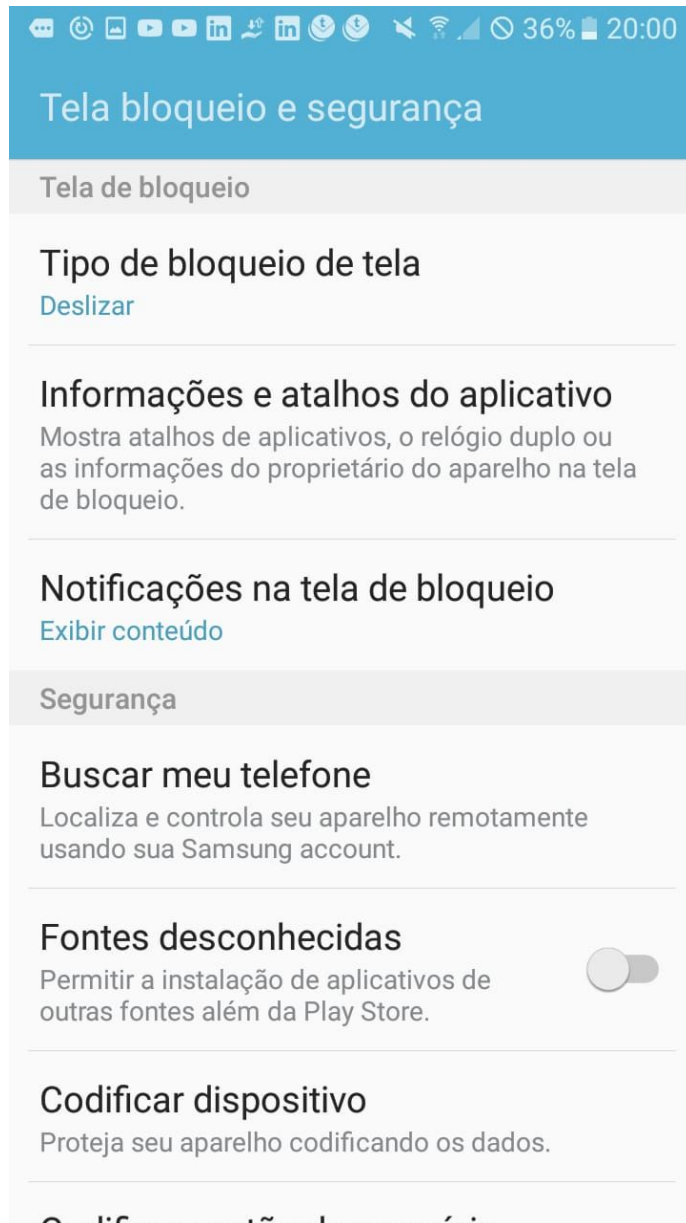 36% 20:00
Tela bloqueio e segurança
Tela de bloqueio
Tipo de bloqueio de tela
Deslizar
Informações e atalhos do aplicativo
Mostra atalhos de aplicativos, o relógio duplo ou
as informações do proprietário do aparelho na tela
de bloqueio.
Notificações na tela de bloqueio
Exibir conteúdo
Segurança
Buscar meu telefone
Localiza e controla seu aparelho remotamente
usando sua Samsung account.
Fontes desconhecidas
Permitir a instalação de aplicativos de
outras fontes além da Play Store.
Codificar dispositivo
Proteja seu aparelho codificando os dados.